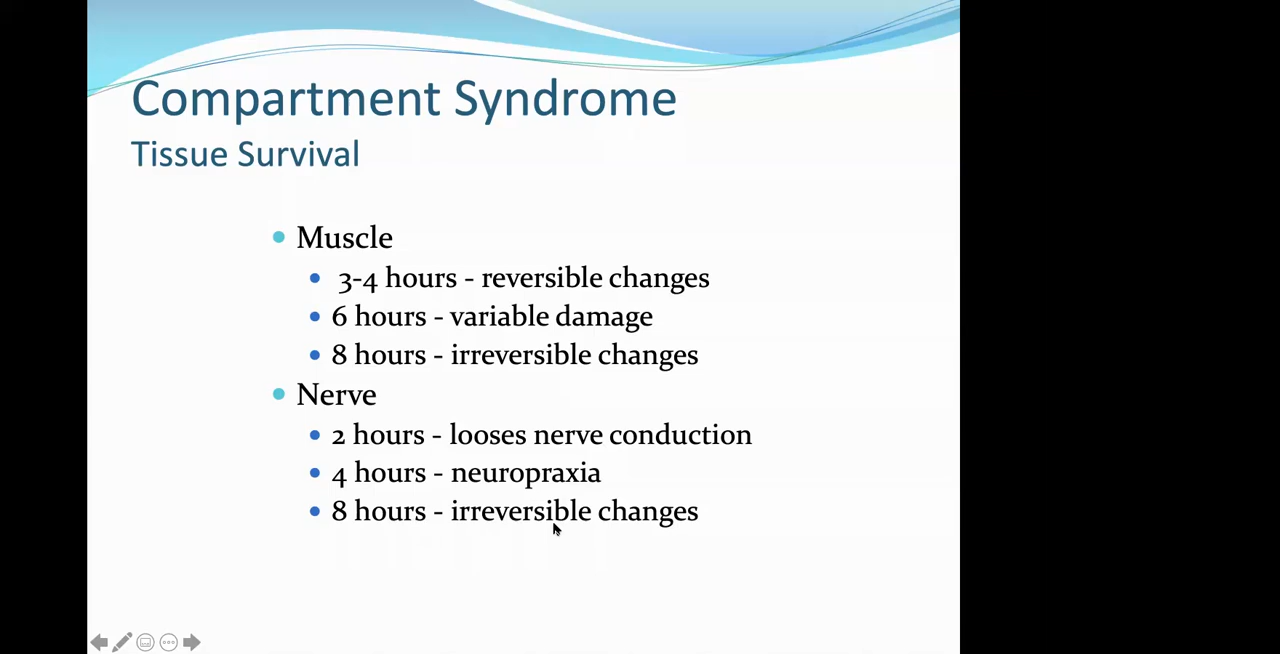 Compartment Syndrome
Tissue Survival
Muscle
3-4 hours - reversible changes
6 hours - variable damage
8 hours - irreversible changes
Nerve
2 hours - looses nerve conduction
4 hours - neuropraxia
8 hours - irreversible changes